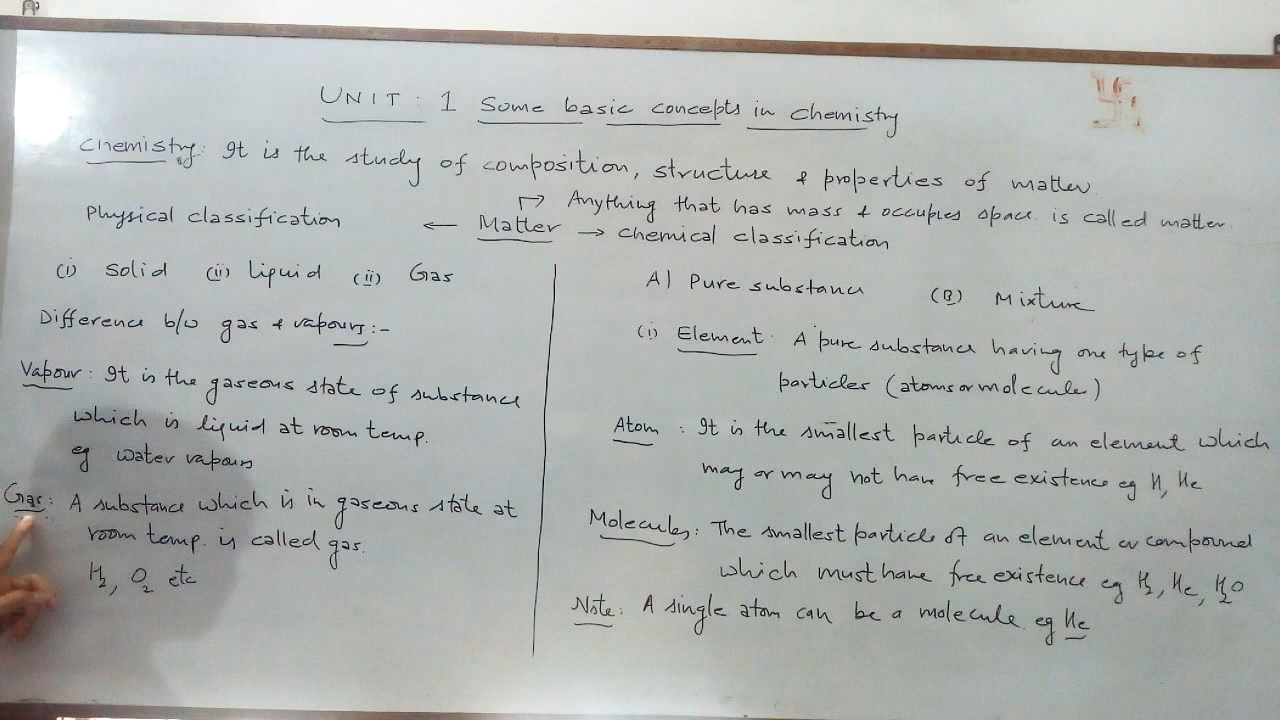 UNIT : 1 Some basic concepts in chemistry
Chemistry: It is the study of composition, structure & properties of matter
Anything that has mass & occupies space is called matter.
Physical classification ← Matter → chemical classification
(i) solid (ii) liquid (ii) Gas
Difference b/w gas & vapours:-
Vapour: It is the gaseous state of substance
which is liquid at room temp.
eg water vapours
Gas: A substance which is in gaseous state at
room temp. is called gas.
H2, O2 etc
A) Pure substance (B) Mixture
(i) Element: A pure substance having one type of
particles (atoms or molecule)
Atom : It is the smallest particle of an element which
may or may not have free existence eg H, He
Molecules: The smallest particle of an element or compound
which must have free existence eg H2, He, H2O
Note: A single atom can be a molecule. eg He